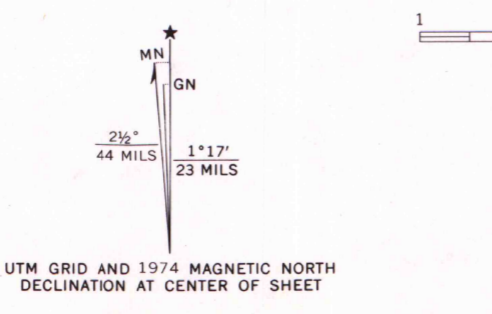 1
MN
GN
2½°
44 MILS
1°17′
23 MILS
UTM GRID AND 1974 MAGNETIC NORTH
DECLINATION AT CENTER OF SHEET